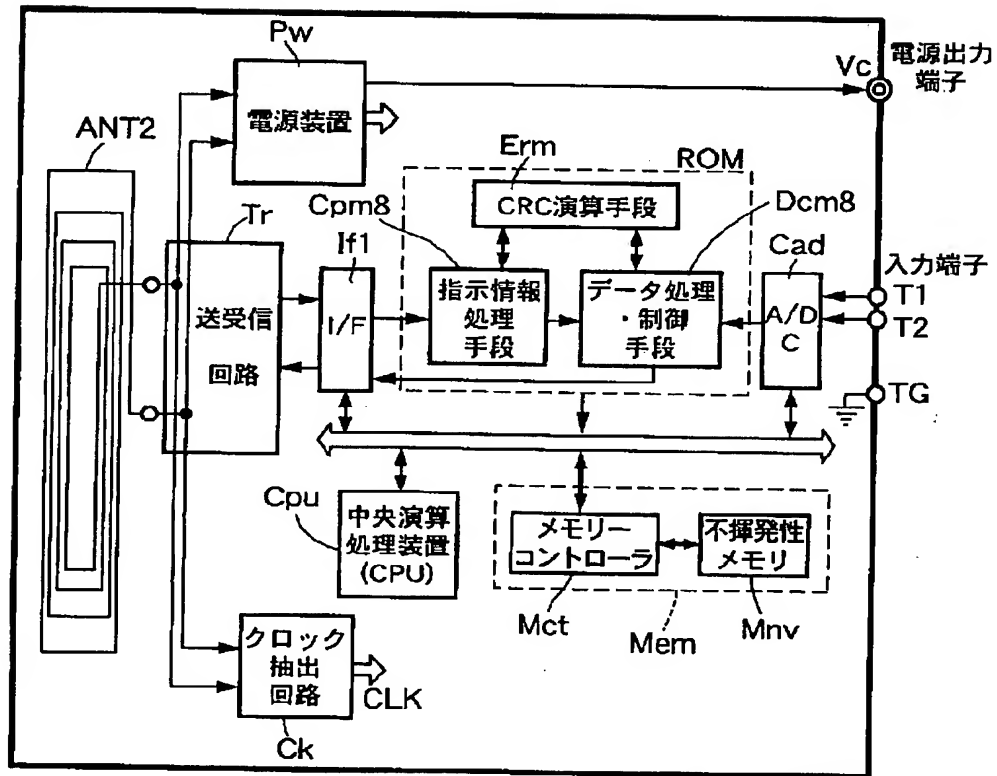 Pw
電源装置
Vc
電源出力
端子
ANT2
Erm
ROM
CRC演算手段
Cpm8
Dcm8
Tr
If1
Cad
入力端子
T1
T2
送受信
回路
I/F
指示情報
処理
手段
データ処理
・制御
手段
A/D
C
TG
Cpu
中央演算
処理装置
(CPU)
メモリー
コントローラ
不揮発性
メモリ
Mct
Mem
Mnv
クロック
抽出
回路
CLK
Ck